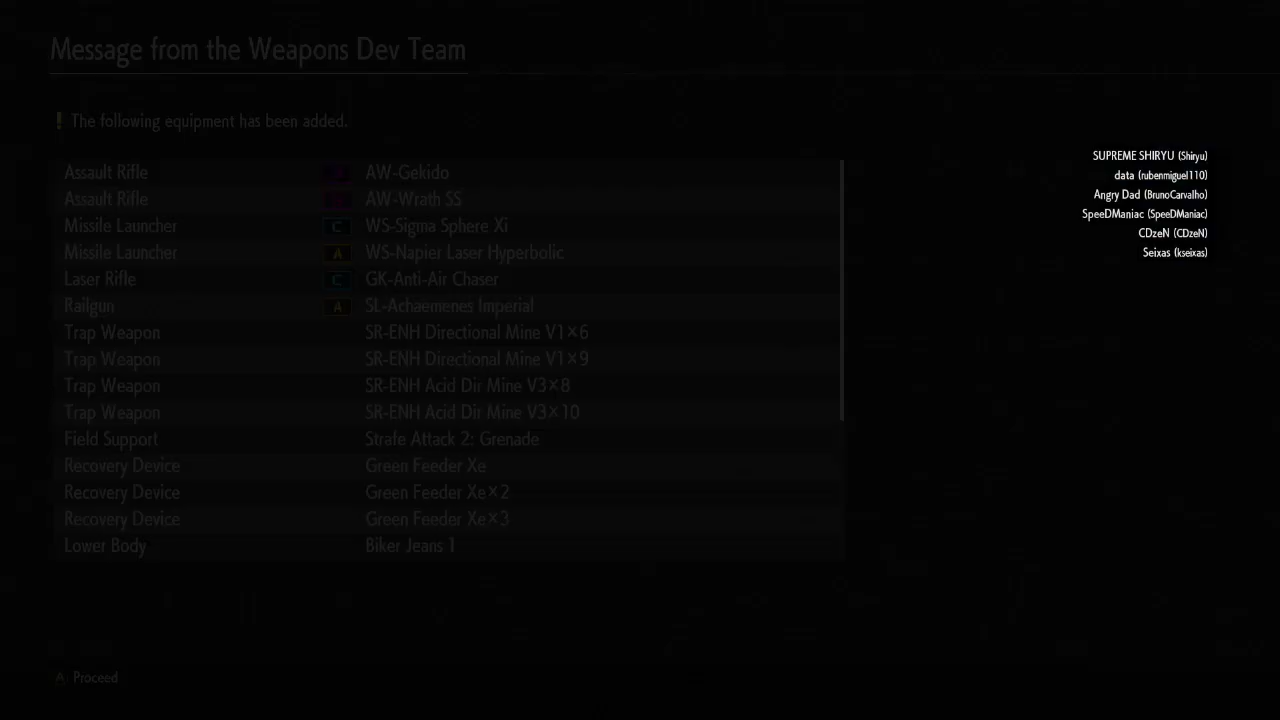 Message from the Weapons Dev Team
! The following equipment has been added.
Assault Rifle AW-Gekido
Assault Rifle AW-Wrath SS
Missile Launcher C WS-Sigma Sphere Xi
Missile Launcher A WS-Napier Laser Hyperbolic
Laser Rifle C GK-Anti-Air Chaser
Railgun A SL-Achaemenes Imperial
Trap Weapon SR-ENH Directional Mine V1×6
Trap Weapon SR-ENH Directional Mine V1×9
Trap Weapon SR-ENH Acid Dir Mine V3×8
Trap Weapon SR-ENH Acid Dir Mine V3×10
Field Support Strafe Attack 2: Grenade
Recovery Device Green Feeder Xe
Recovery Device Green Feeder Xe×2
Recovery Device Green Feeder Xe×3
Lower Body Biker Jeans 1
SUPREME SHIRYU (Shiryu)
data (rubenmiguel110)
Angry Dad (BrunoCarvalho)
SpeeDManiac (SpeeDManiac)
CDzeN (CDzeN)
Seixas (kseixas)
A Proceed